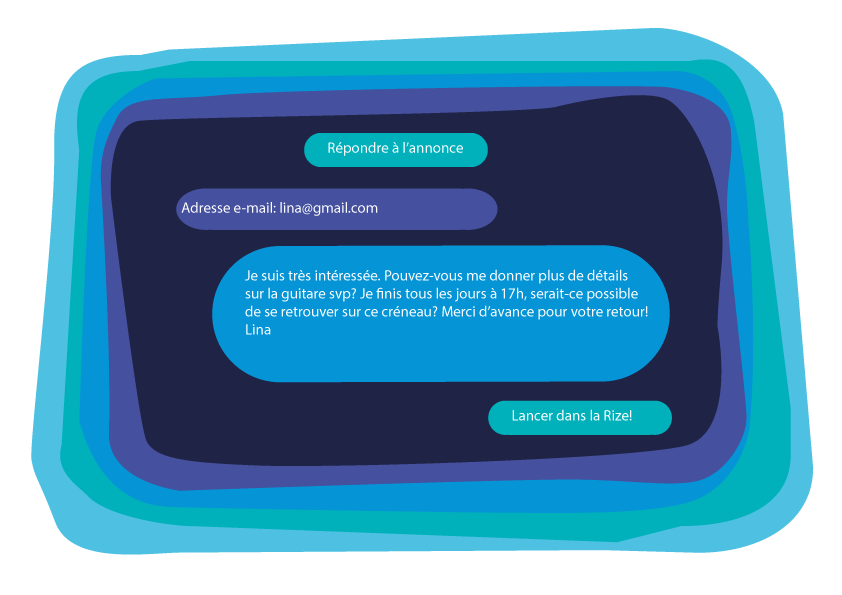 Répondre à l'annonce
Adresse e-mail: lina@gmail.com
Je suis très intéressée. Pouvez-vous me donner plus de détails
sur la guitare svp? Je finis tous les jours à 17h, serait-ce possible
de se retrouver sur ce créneau? Merci d'avance pour votre retour!
Lina
Lancer dans la Rize!